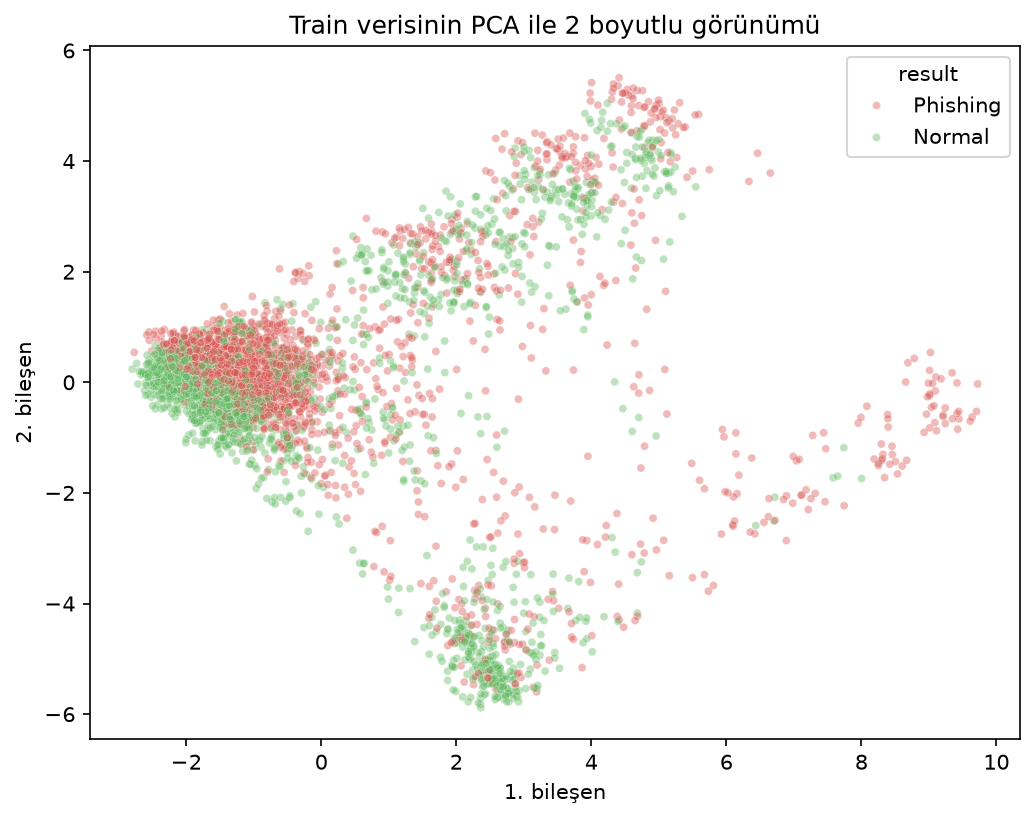 Train verisinin PCA ile 2 boyutlu görünümü
result
Phishing
Normal
2. bileşen
6
4
2
0
−2
−4
−6
−2
0
2
4
6
8
10
1. bileşen